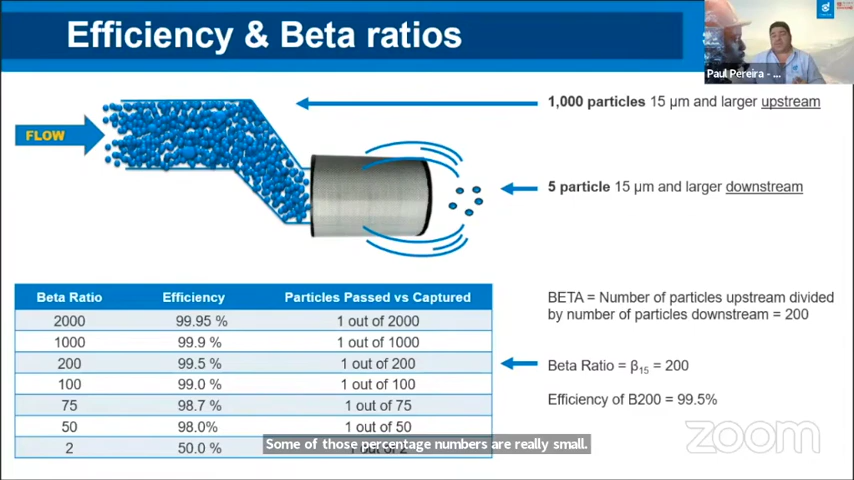 Efficiency & Beta ratios
Paul Pereira - ...
FLOW
1,000 particles 15 µm and larger upstream
5 particle 15 µm and larger downstream
Beta Ratio Efficiency Particles Passed vs Captured
2000 99.95 % 1 out of 2000
1000 99.9 % 1 out of 1000
200 99.5 % 1 out of 200
100 99.0 % 1 out of 100
75 98.7 % 1 out of 75
50 98.0% 1 out of 50
2 50.0 % 1 out of 2
BETA = Number of particles upstream divided
by number of particles downstream = 200
Beta Ratio = β15 = 200
Efficiency of B200 = 99.5%
Some of those percentage numbers are really small.
zoom